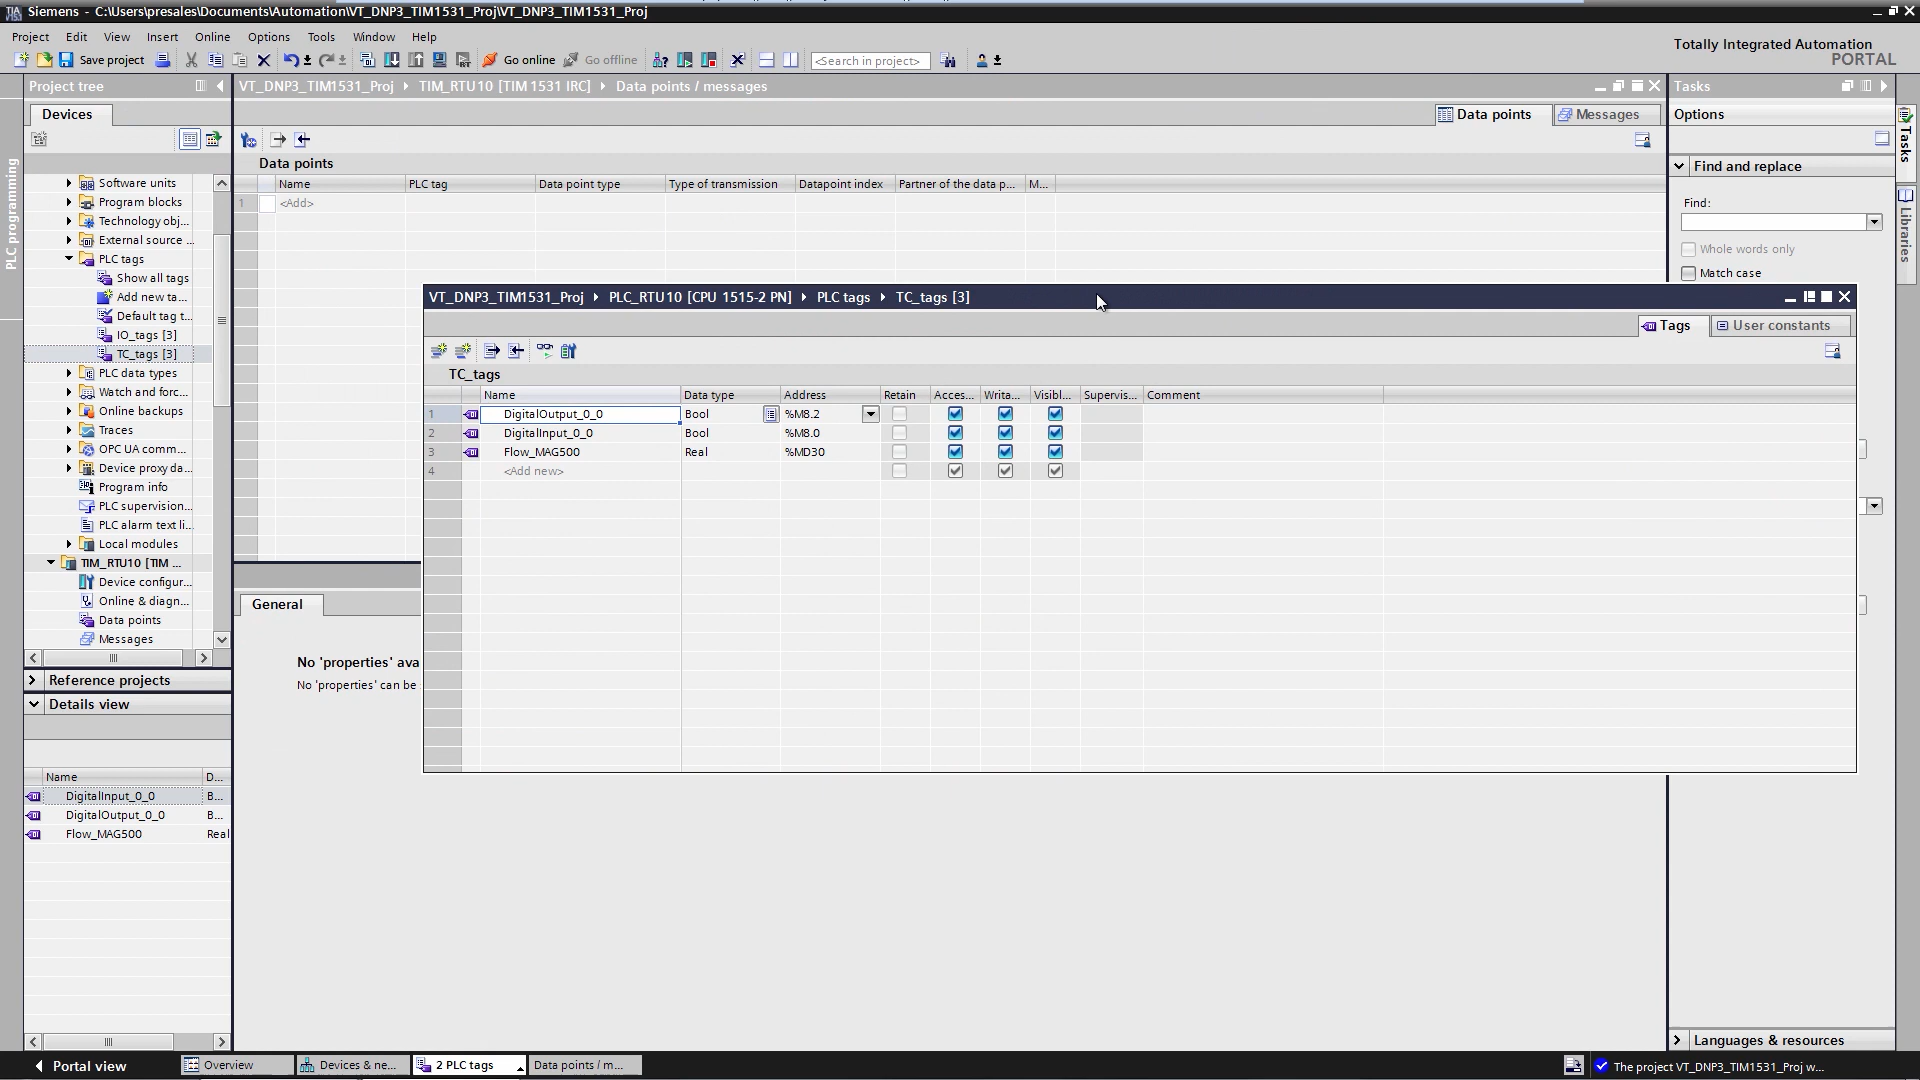 Siemens - C:\Users\presales\Documents\Automation\VT_DNP3_TIM1531_Proj\VT_DNP3_TIM1531_Proj
Project Edit View Insert Online Options Tools Window Help
Totally Integrated Automation
PORTAL
Save project
Go online
Go offline
<Search in project>
Project tree
VT_DNP3_TIM1531_Proj
TIM_RTU10 [TIM 1531 IRC]
Data points / messages
Tasks
Devices
Data points
Messages
Options
Data points
Name
PLC tag
Data point type
Type of transmission
Datapoint index
Partner of the data p...
M...
1
<Add>
PLC programming
Software units
Program blocks
Technology obj...
External source ...
PLC tags
Show all tags
Add new ta...
Default tag t...
IO_tags [3]
TC_tags [3]
PLC data types
Watch and forc...
Online backups
Traces
OPC UA comm...
Device proxy da...
Program info
PLC supervision...
PLC alarm text li...
Local modules
TIM_RTU10 [TIM ...
Device configur...
Online & diagn...
Data points
Messages
Find and replace
Find:
Whole words only
Match case
Tasks
Libraries
VT_DNP3_TIM1531_Proj
PLC_RTU10 [CPU 1515-2 PN]
PLC tags
TC_tags [3]
Tags
User constants
TC_tags
Name Data type Address Retain Acces... Writa... Visibl... Supervis... Comment
1 DigitalOutput_0_0 Bool %M8.2
2 DigitalInput_0_0 Bool %M8.0
3 Flow_MAG500 Real %MD30
4 <Add new>
General
No 'properties' ava
No 'properties' can be
Reference projects
Details view
Name D...
DigitalInput_0_0 B...
DigitalOutput_0_0 B...
Flow_MAG500 Real
Languages & resources
Portal view
Overview
Devices & ne...
2 PLC tags
Data points / m...
The project VT_DNP3_TIM1531_Proj w...